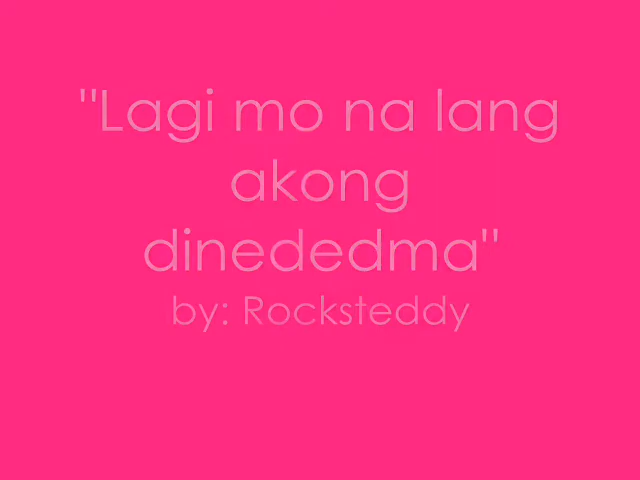 "Lagi mo na lang
akong
dinededma"
by: Rocksteddy